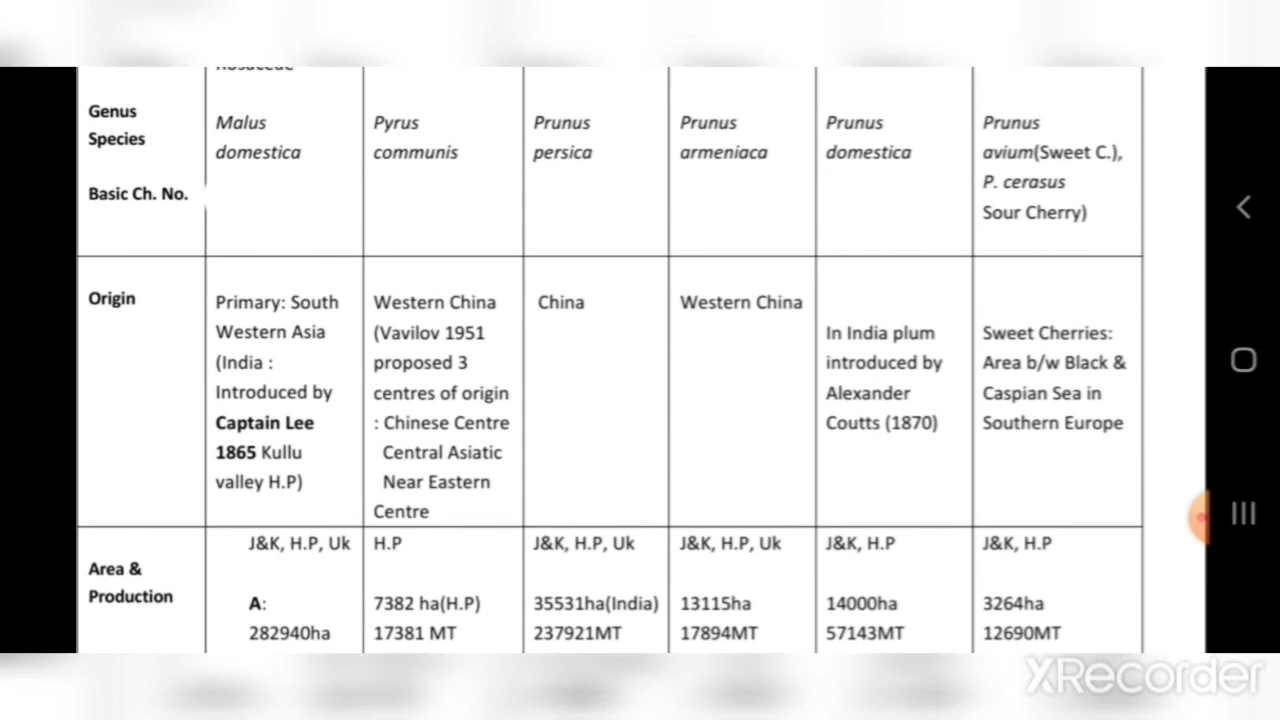 Rosaceae
Genus
Species
Basic Ch. No.
Malus
domestica
Pyrus
communis
Prunus
persica
Prunus
armeniaca
Prunus
domestica
Prunus
avium(Sweet C.),
P. cerasus
Sour Cherry)
Origin
Primary: South
Western Asia
(India :
Introduced by
Captain Lee
1865 Kullu
valley H.P)
Western China
(Vavilov 1951
proposed 3
centres of origin
: Chinese Centre
Central Asiatic
Near Eastern
Centre
China
Western China
In India plum
introduced by
Alexander
Coutts (1870)
Sweet Cherries:
Area b/w Black &
Caspian Sea in
Southern Europe
Area &
Production
J&K, H.P, Uk
A:
282940ha
H.P
7382 ha(H.P)
17381 MT
J&K, H.P, Uk
35531ha(India)
237921MT
J&K, H.P, Uk
13115ha
17894MT
J&K, H.P
14000ha
57143MT
J&K, H.P
3264ha
12690MT
XRecorder